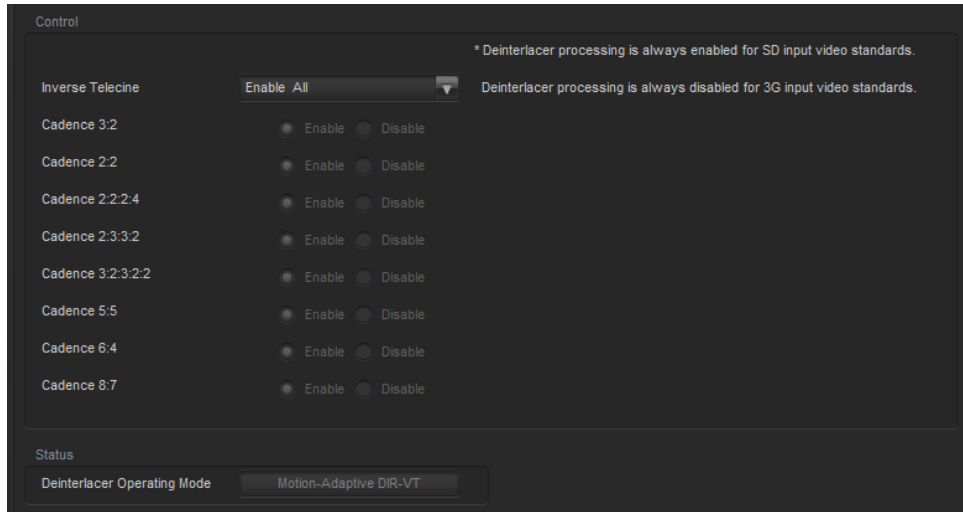 Control
* Deinterlacer processing is always enabled for SD input video standards.
Inverse Telecine Enable All Deinterlacer processing is always disabled for 3G input video standards.
Cadence 3:2 Enable Disable
Cadence 2:2 Enable Disable
Cadence 2:2:2:4 Enable Disable
Cadence 2:3:3:2 Enable Disable
Cadence 3:2:3:2:2 Enable Disable
Cadence 5:5 Enable Disable
Cadence 6:4 Enable Disable
Cadence 8:7 Enable Disable
Status
Deinterlacer Operating Mode Motion-Adaptive DIR-VT